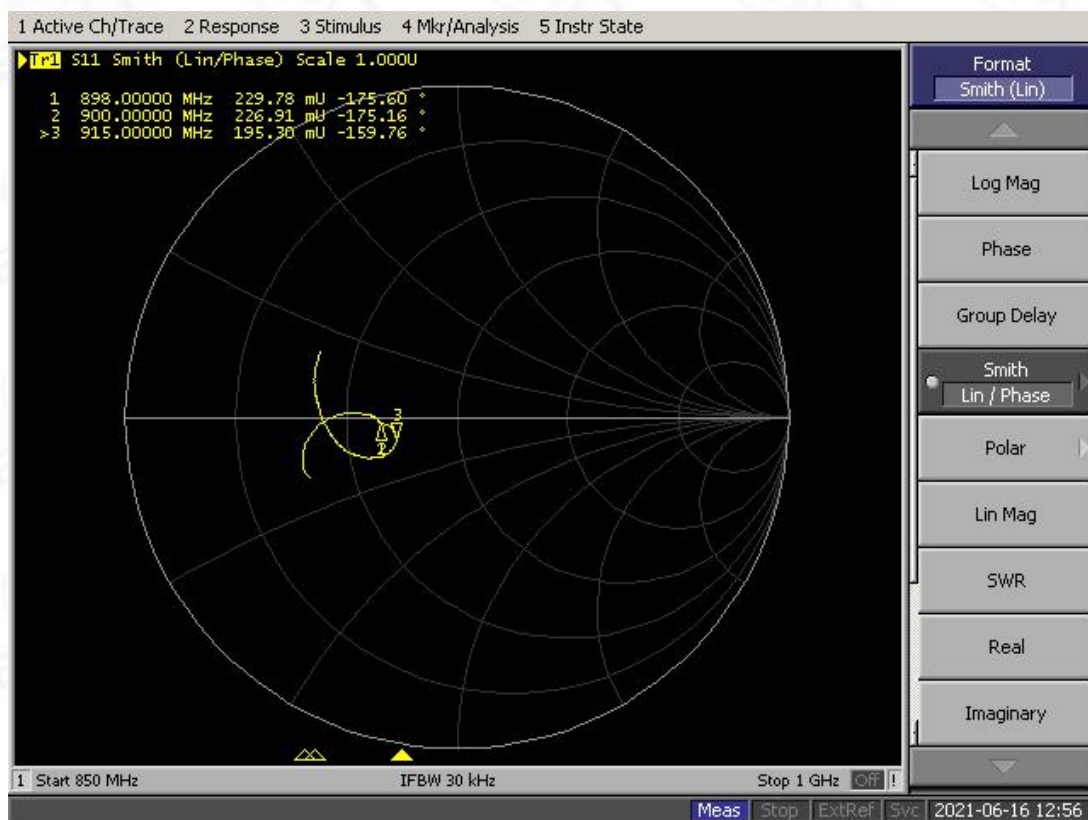 1 Active Ch/Trace 2 Response 3 Stimulus 4 Mkr/Analysis 5 Instr State
Tr1 S11 Smith (Lin/Phase) Scale 1.000U
1 898.00000 MHz 229.78 mU -175.60 °
2 900.00000 MHz 226.91 mU -175.16 °
>3 915.00000 MHz 195.30 mU -159.76 °
3
2
Format
Smith (Lin)
Log Mag
Phase
Group Delay
Smith
Lin / Phase
Polar
Lin Mag
SWR
Real
Imaginary
1 Start 850 MHz IFBW 30 kHz Stop 1 GHz Off !
Meas Stop ExtRef Svc 2021-06-16 12:56